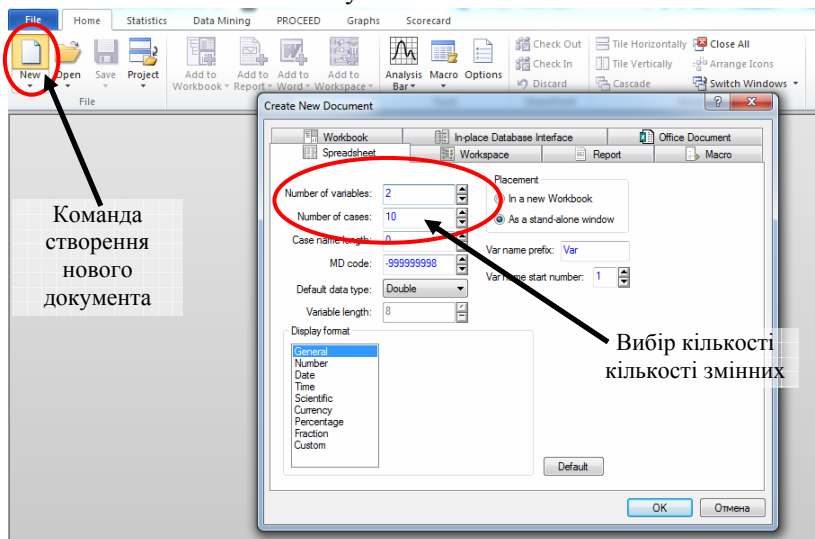 File Home Statistics Data Mining PROCEED Graphs Scorecard
New Open Save Project
Add to Workbook Add to Report Add to Word Add to Workspace
Analysis Bar Macro Options
Check Out
Check In
Discard
Tile Horizontally
Tile Vertically
Cascade
Close All
Arrange Icons
Switch Windows
File
Create New Document
Workbook In-place Database Interface Office Document
Spreadsheet Workspace Report Macro
Number of variables: 2
Number of cases: 10
Case name length: 0
MD code: -999999998
Default data type: Double
Variable length: 8
Placement
In a new Workbook
As a stand-alone window
Var name prefix: Var
Var name start number: 1
Display format
General
Number
Date
Time
Scientific
Currency
Percentage
Fraction
Custom
Default
OK Отмена
Команда
створення
нового
документа
Вибір кількості
кількості змінних